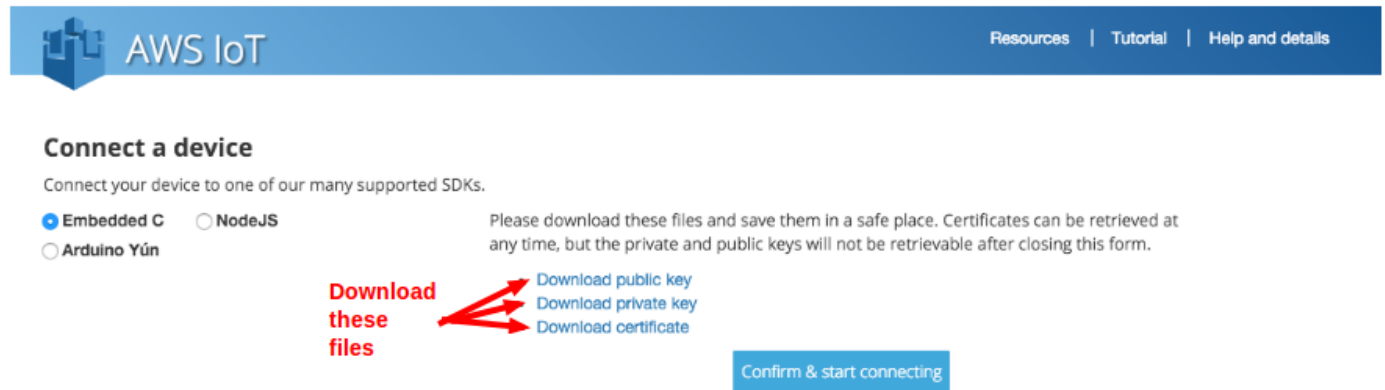 AWS IoT
Resources | Tutorial | Help and details
Connect a device
Connect your device to one of our many supported SDKs.
Embedded C NodeJS
Arduino Yún
Please download these files and save them in a safe place. Certificates can be retrieved at
any time, but the private and public keys will not be retrievable after closing this form.
Download
these
files
Download public key
Download private key
Download certificate
Confirm & start connecting